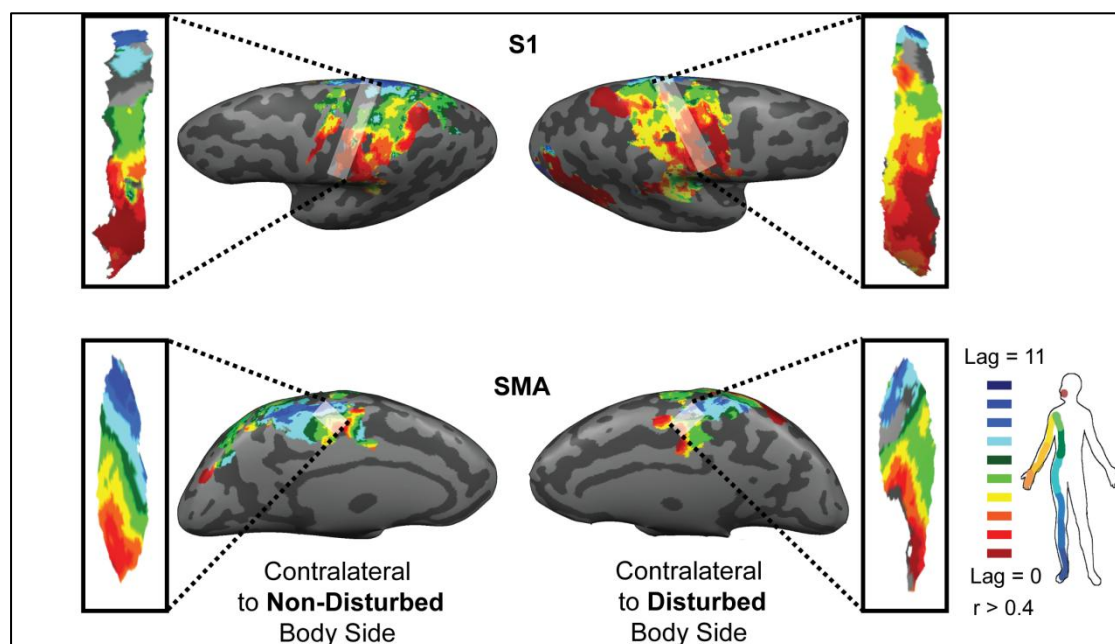 S1
SMA
Lag = 11
Lag = 0
r > 0.4
Contralateral
to Non-Disturbed
Body Side
Contralateral
to Disturbed
Body Side